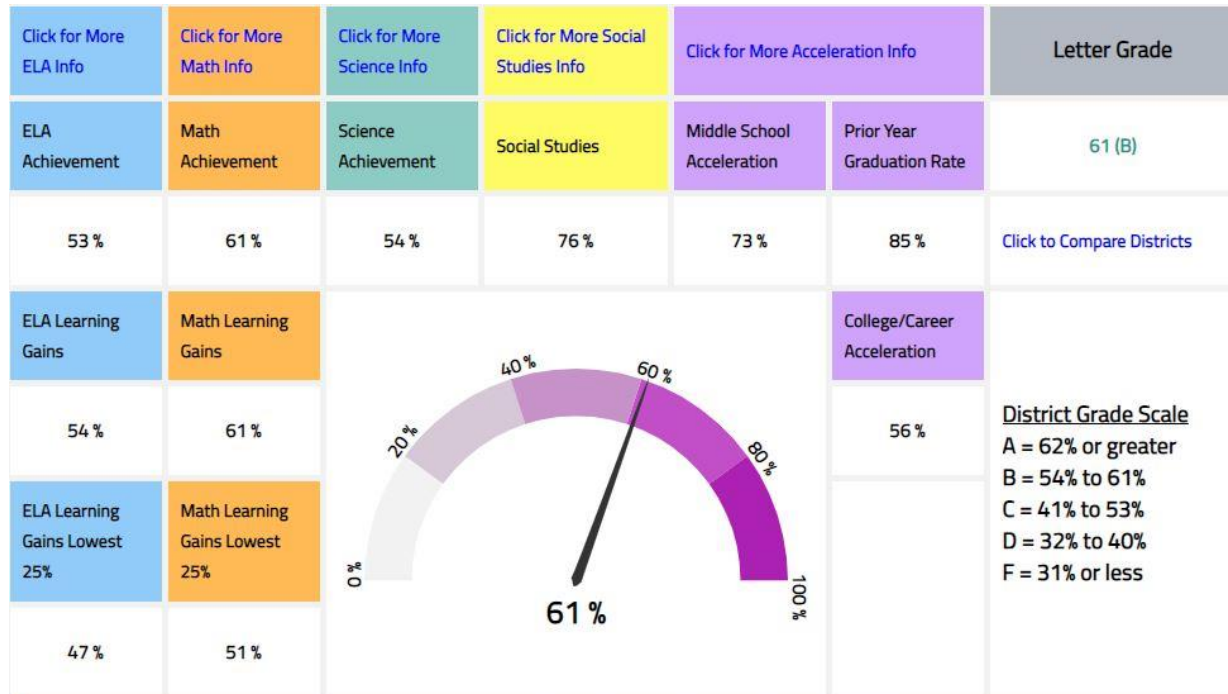 Click for More
ELA Info
Click for More
Math Info
Click for More
Science Info
Click for More Social
Studies Info
Click for More Acceleration Info
Letter Grade
ELA
Achievement
Math
Achievement
Science
Achievement
Social Studies
Middle School
Acceleration
Prior Year
Graduation Rate
61 (B)
53 %
61 %
54 %
76 %
73 %
85 %
Click to Compare Districts
ELA Learning
Gains
Math Learning
Gains
College/Career
Acceleration
54 %
61 %
56 %
ELA Learning
Gains Lowest
25%
Math Learning
Gains Lowest
25%
47 %
51 %
0 %
20 %
40 %
60 %
80 %
100 %
61 %
District Grade Scale
A = 62% or greater
B = 54% to 61%
C = 41% to 53%
D = 32% to 40%
F = 31% or less